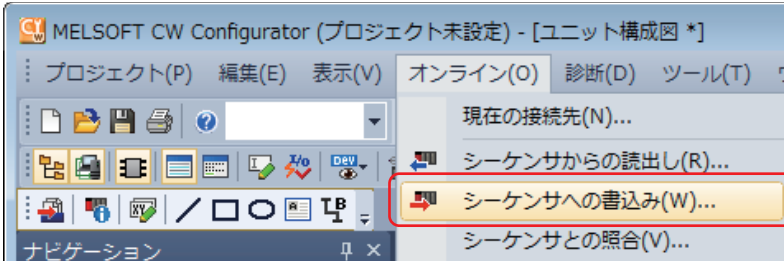 MELSOFT CW Configurator (プロジェクト未設定) - [ユニット構成図 *]
プロジェクト(P) 編集(E) 表示(V) オンライン(O) 診断(D) ツール(T)
現在の接続先(N)...
シーケンサからの読出し(R)...
シーケンサへの書込み(W)...
シーケンサとの照合(V)...
ナビゲーション